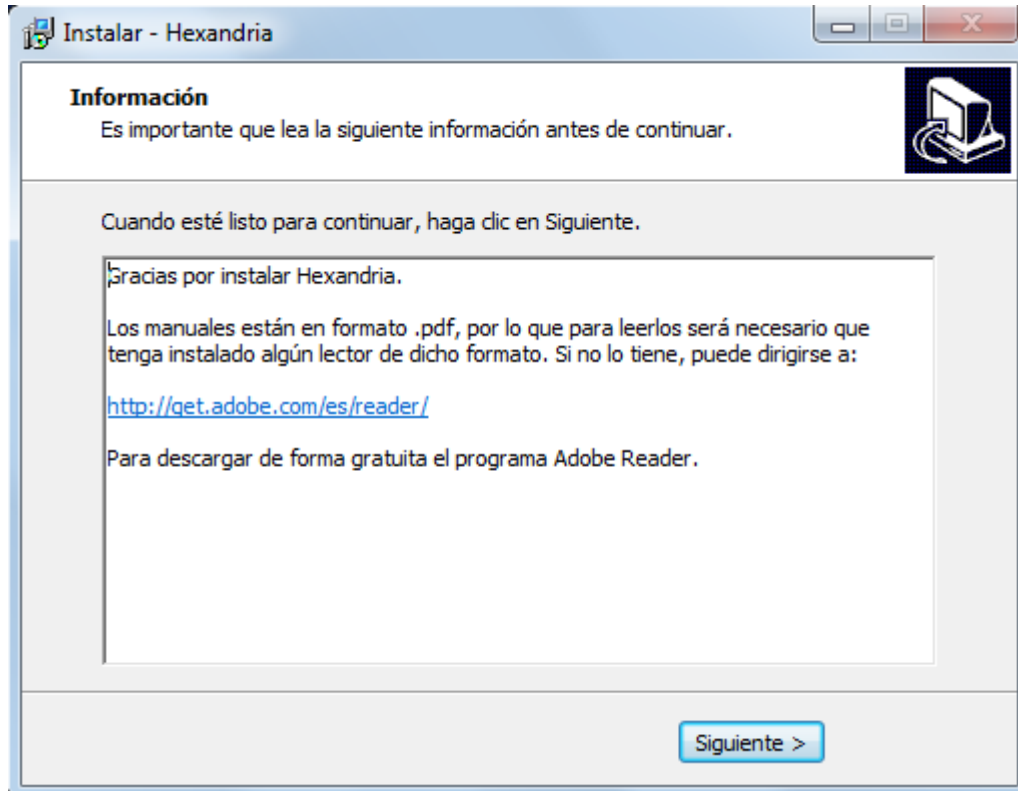 Instalar - Hexandria
Información
Es importante que lea la siguiente información antes de continuar.
Cuando esté listo para continuar, haga clic en Siguiente.
Gracias por instalar Hexandria.
Los manuales están en formato .pdf, por lo que para leerlos será necesario que
tenga instalado algún lector de dicho formato. Si no lo tiene, puede dirigirse a:
http://get.adobe.com/es/reader/
Para descargar de forma gratuita el programa Adobe Reader.
Siguiente >